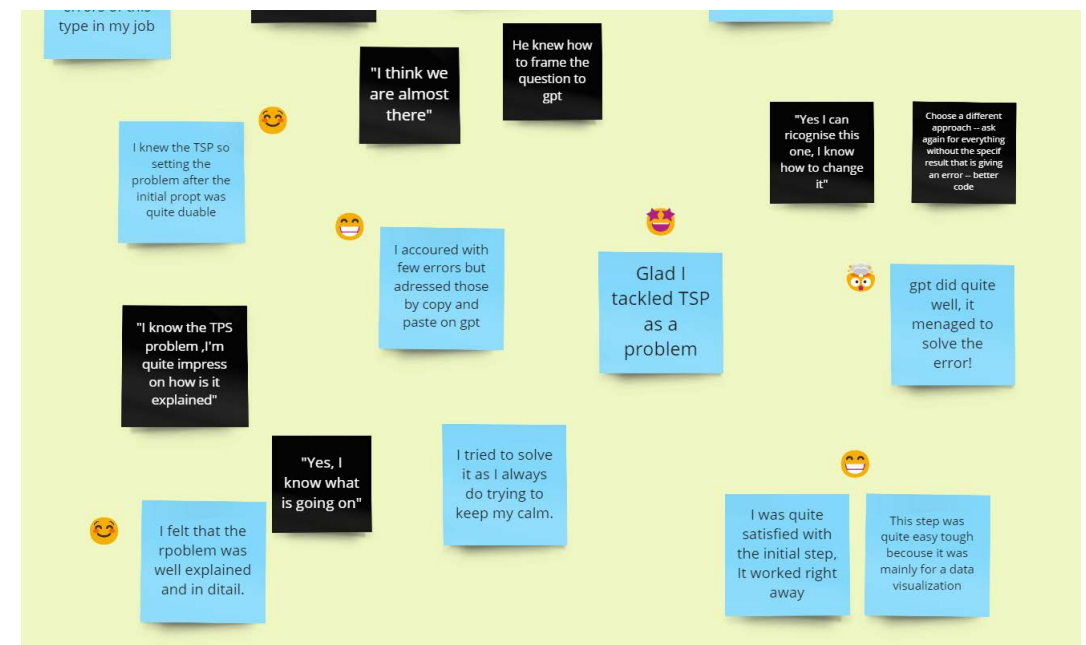 type in my job
"I think we
are almost
there"
He knew how
to frame the
question to
gpt
"Yes I can
ricognise this
one, I know
how to change
it"
Choose a different
approach -- ask
again for everything
without the specif
result that is giving
an error -- better
code
I knew the TSP so
setting the
problem after the
initial propt was
quite duable
I accoured with
few errors but
adressed those
by copy and
paste on gpt
Glad I
tackled TSP
as a
problem
gpt did quite
well, it
menaged to
solve the
error!
"I know the TPS
problem ,I'm
quite impress
on how is it
explained"
"Yes, I
know what
is going on"
I tried to solve
it as I always
do trying to
keep my calm.
I felt that the
rpoblem was
well explained
and in ditail.
I was quite
satisfied with
the initial step,
It worked right
away
This step was
quite easy tough
becouse it was
mainly for a data
visualization